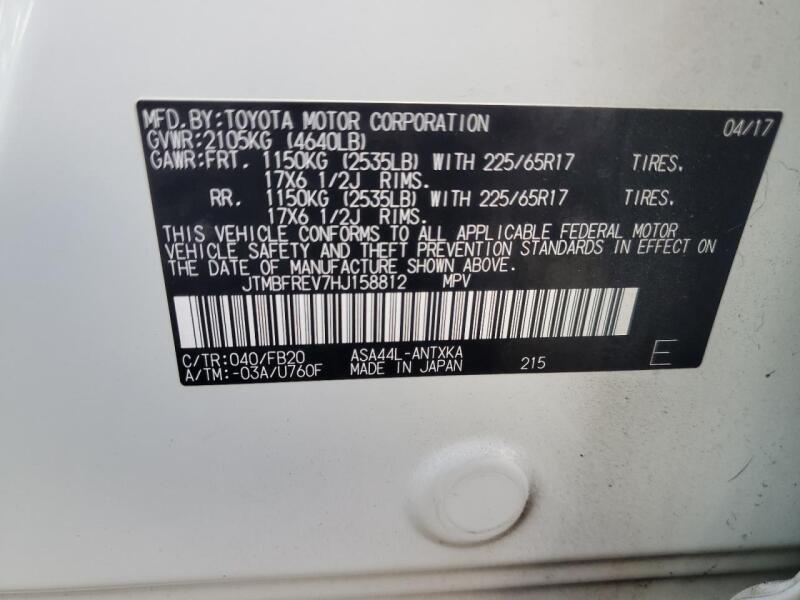 MFD. BY: TOYOTA MOTOR CORPORATION 04/17
GVWR: 2105KG (4640LB)
GAWR: FRT. 1150KG (2535LB) WITH 225/65R17 TIRES.
17X6 1/2J RIMS.
RR. 1150KG (2535LB) WITH 225/65R17 TIRES.
17X6 1/2J RIMS.
THIS VEHICLE CONFORMS TO ALL APPLICABLE FEDERAL MOTOR
VEHICLE SAFETY AND THEFT PREVENTION STANDARDS IN EFFECT ON
THE DATE OF MANUFACTURE SHOWN ABOVE.
JTMBFREV7HJ158812 MPV
C/TR: 040/FB20 ASA44L-ANTXKA
A/TM: -03A/U760F MADE IN JAPAN 215 E